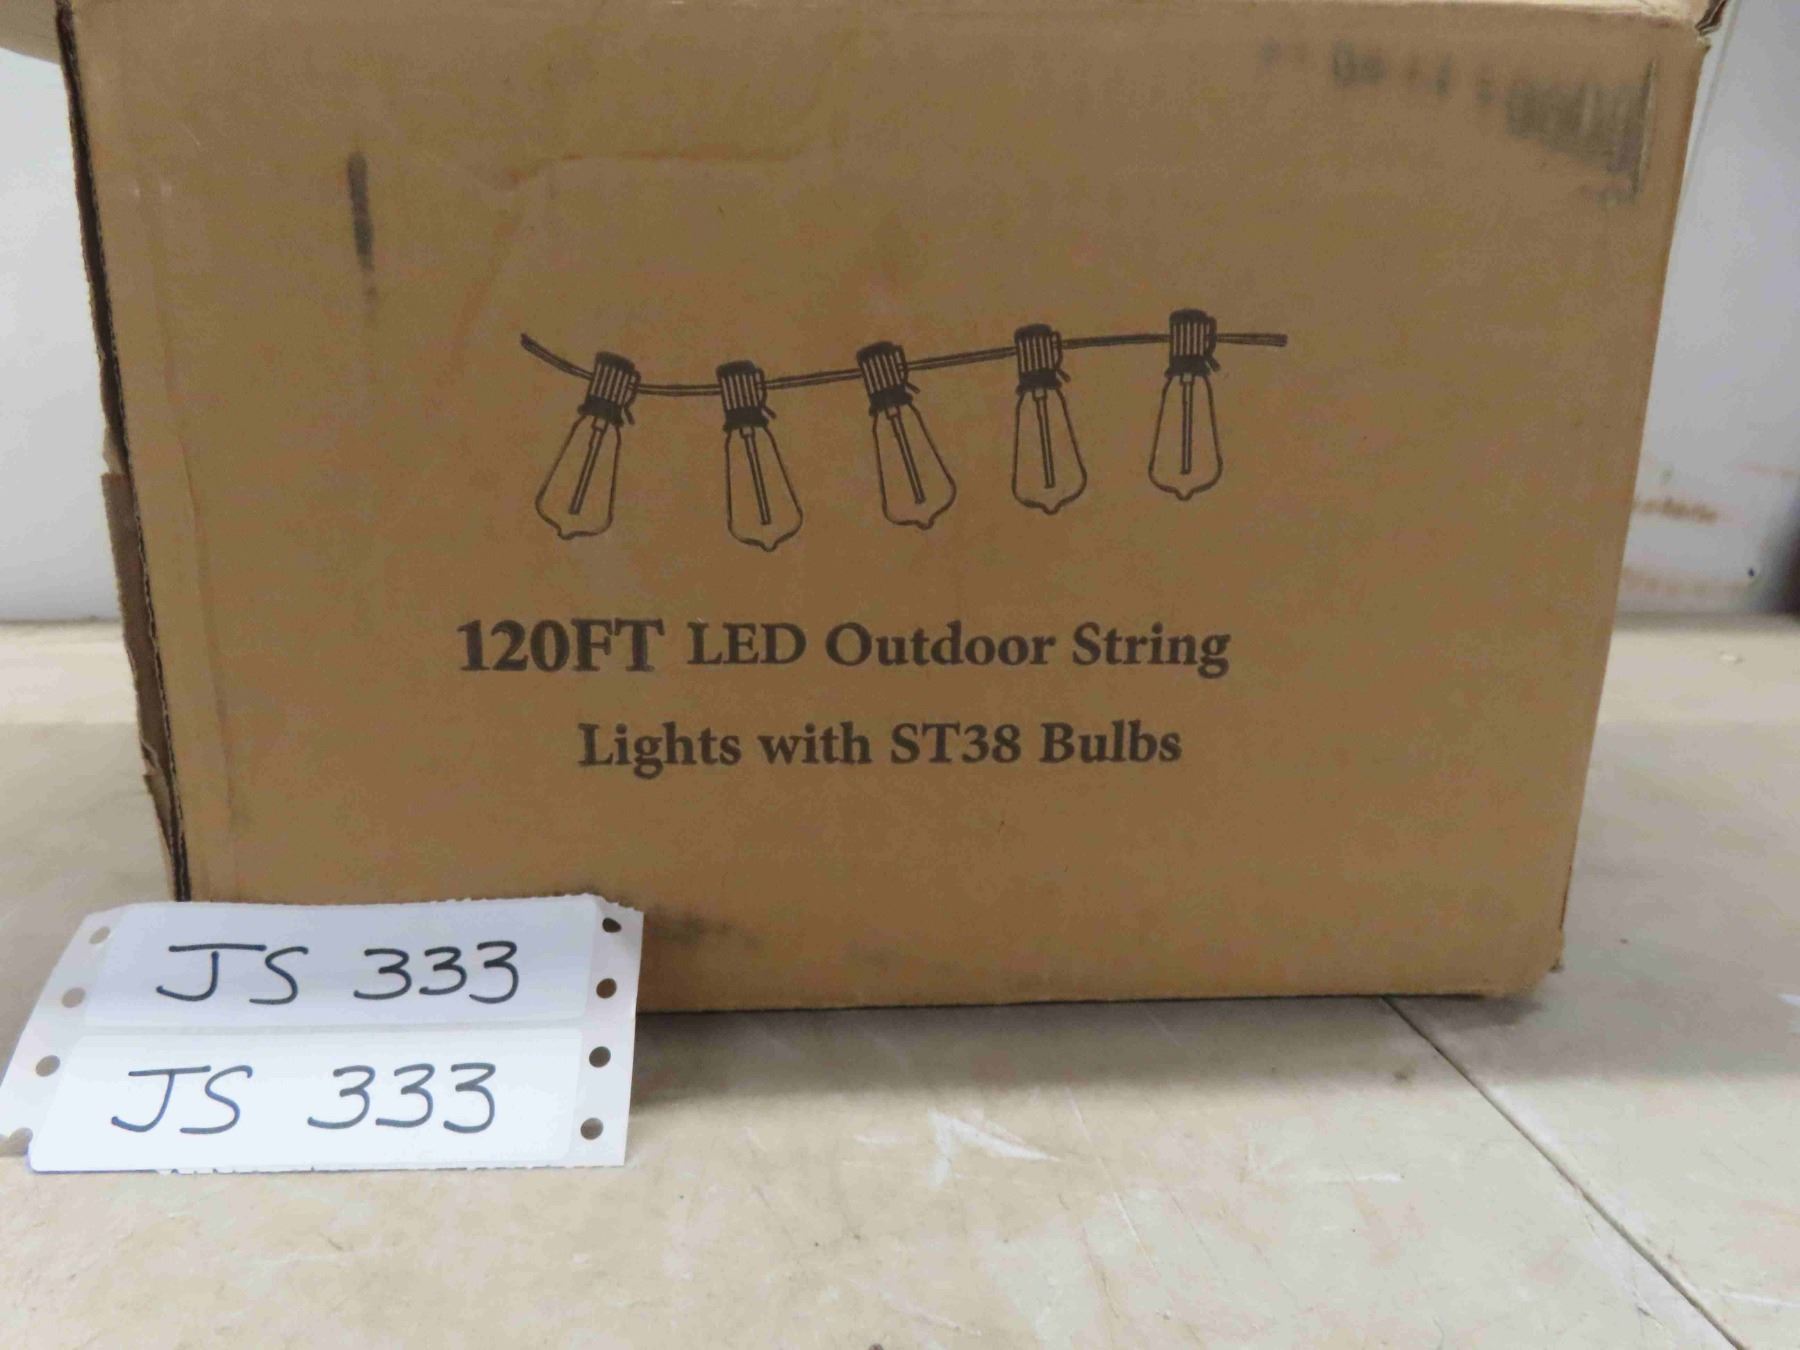 120FT LED Outdoor String
Lights with ST38 Bulbs
JS 333
JS 333